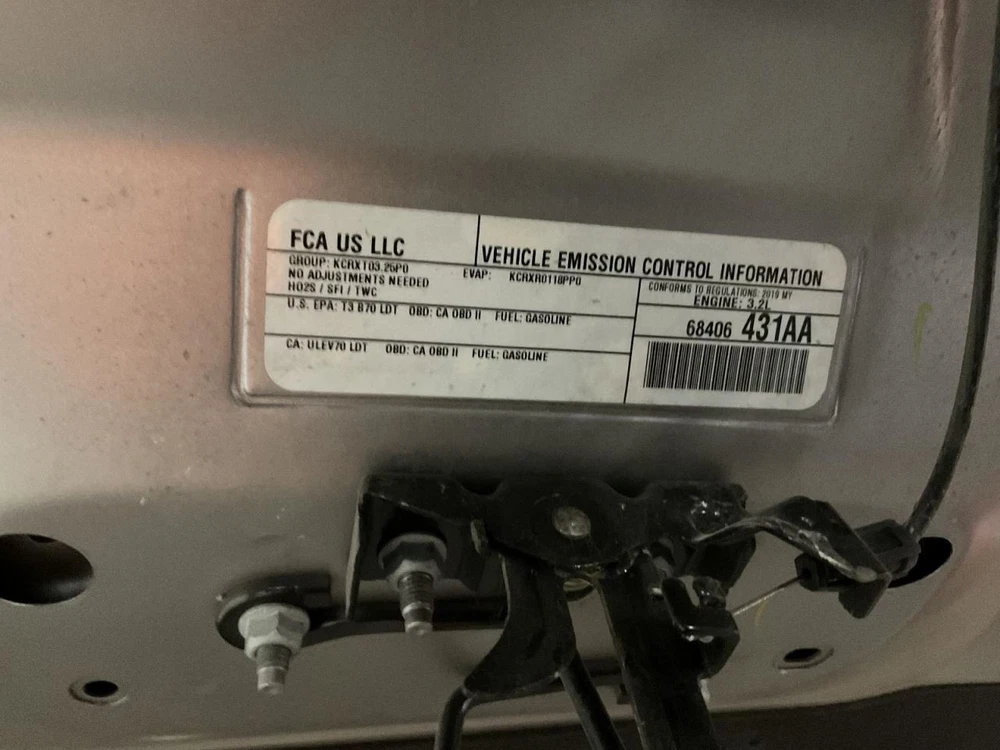 FCA US LLC
VEHICLE EMISSION CONTROL INFORMATION
GROUP: KCRXT03.25P0 EVAP: KCRXR0118PP0
NO ADJUSTMENTS NEEDED
HO2S / SFI / TWC
U.S. EPA: T3 B70 LDT OBD: CA OBD II FUEL: GASOLINE
CA: ULEV70 LDT OBD: CA OBD II FUEL: GASOLINE
CONFORMS TO REGULATIONS: 2019 MY
ENGINE: 3.2L
68406 431AA